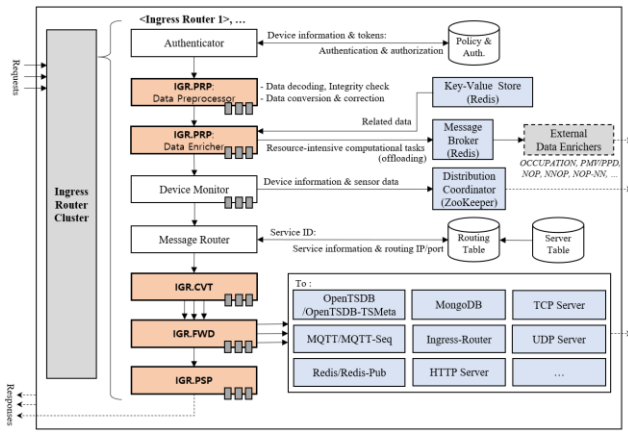 <Ingress Router 1>, ...
Requests
Ingress
Router
Cluster
Responses
Authenticator
Device information & tokens:
Authentication & authorization
Policy &
Auth.
IGR.PRP:
Data Preprocessor
- Data decoding, Integrity check
- Data conversion & correction
Key-Value Store
(Redis)
Related data
IGR.PRP:
Data Enricher
Resource-intensive computational tasks
(offloading)
Message
Broker
(Redis)
External
Data Enrichers
OCCUPATION, PMV/PPD,
NOP, NNOP, NOP-NN, ...
Device Monitor
Device information & sensor data
Distribution
Coordinator
(ZooKeeper)
Message Router
Service ID:
Service information & routing IP/port
Routing
Table
Server
Table
IGR.CVT
IGR.FWD
IGR.PSP
To :
OpenTSDB
/OpenTSDB-TSMeta
MongoDB
TCP Server
MQTT/MQTT-Seq
Ingress-Router
UDP Server
Redis/Redis-Pub
HTTP Server
...